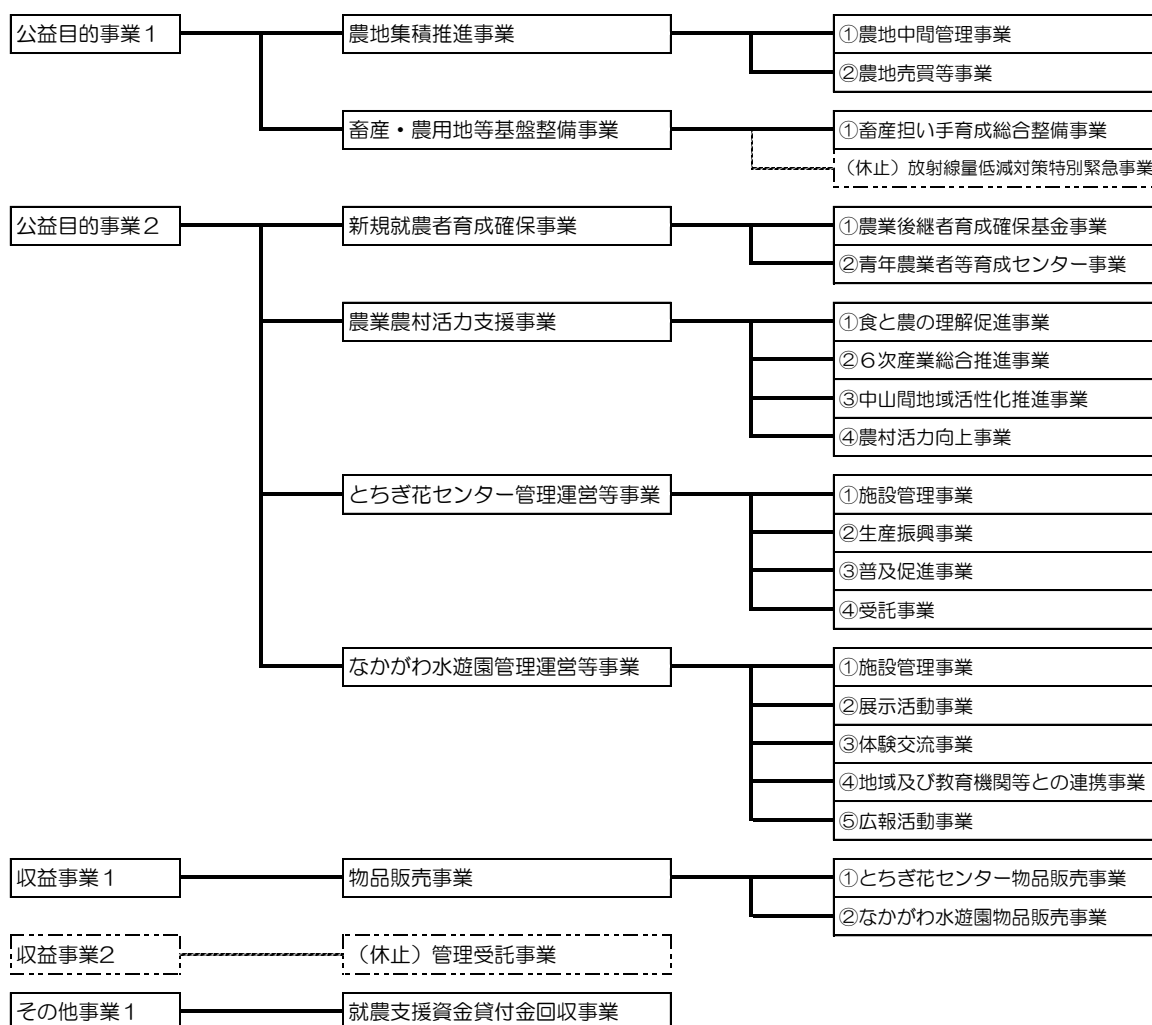 公益目的事業１
農地集積推進事業
①農地中間管理事業
②農地売買等事業
畜産・農用地等基盤整備事業
①畜産担い手育成総合整備事業
（休止）放射線量低減対策特別緊急事業
公益目的事業２
新規就農者育成確保事業
①農業後継者育成確保基金事業
②青年農業者等育成センター事業
農業農村活力支援事業
①食と農の理解促進事業
②６次産業総合推進事業
③中山間地域活性化推進事業
④農村活力向上事業
とちぎ花センター管理運営等事業
①施設管理事業
②生産振興事業
③普及促進事業
④受託事業
なかがわ水遊園管理運営等事業
①施設管理事業
②展示活動事業
③体験交流事業
④地域及び教育機関等との連携事業
⑤広報活動事業
収益事業１
物品販売事業
①とちぎ花センター物品販売事業
②なかがわ水遊園物品販売事業
収益事業2
（休止）管理受託事業
その他事業１
就農支援資金貸付金回収事業